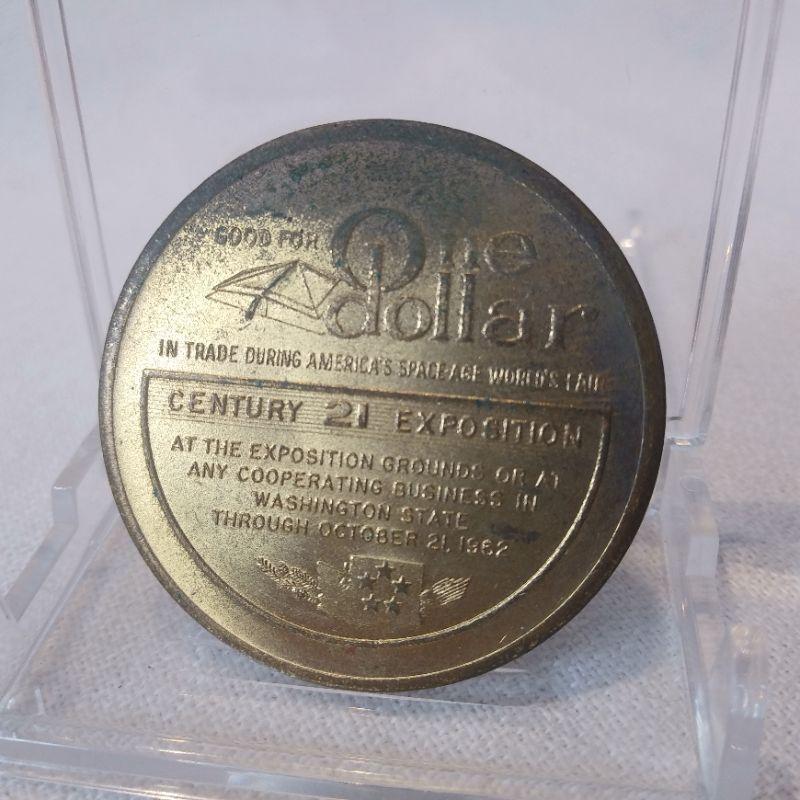 GOOD FOR One
dollar
IN TRADE DURING AMERICA'S SPACE AGE WORLD'S FAIR
CENTURY 21 EXPOSITION
AT THE EXPOSITION GROUNDS OR AT
ANY COOPERATING BUSINESS IN
WASHINGTON STATE
THROUGH OCTOBER 21, 1962